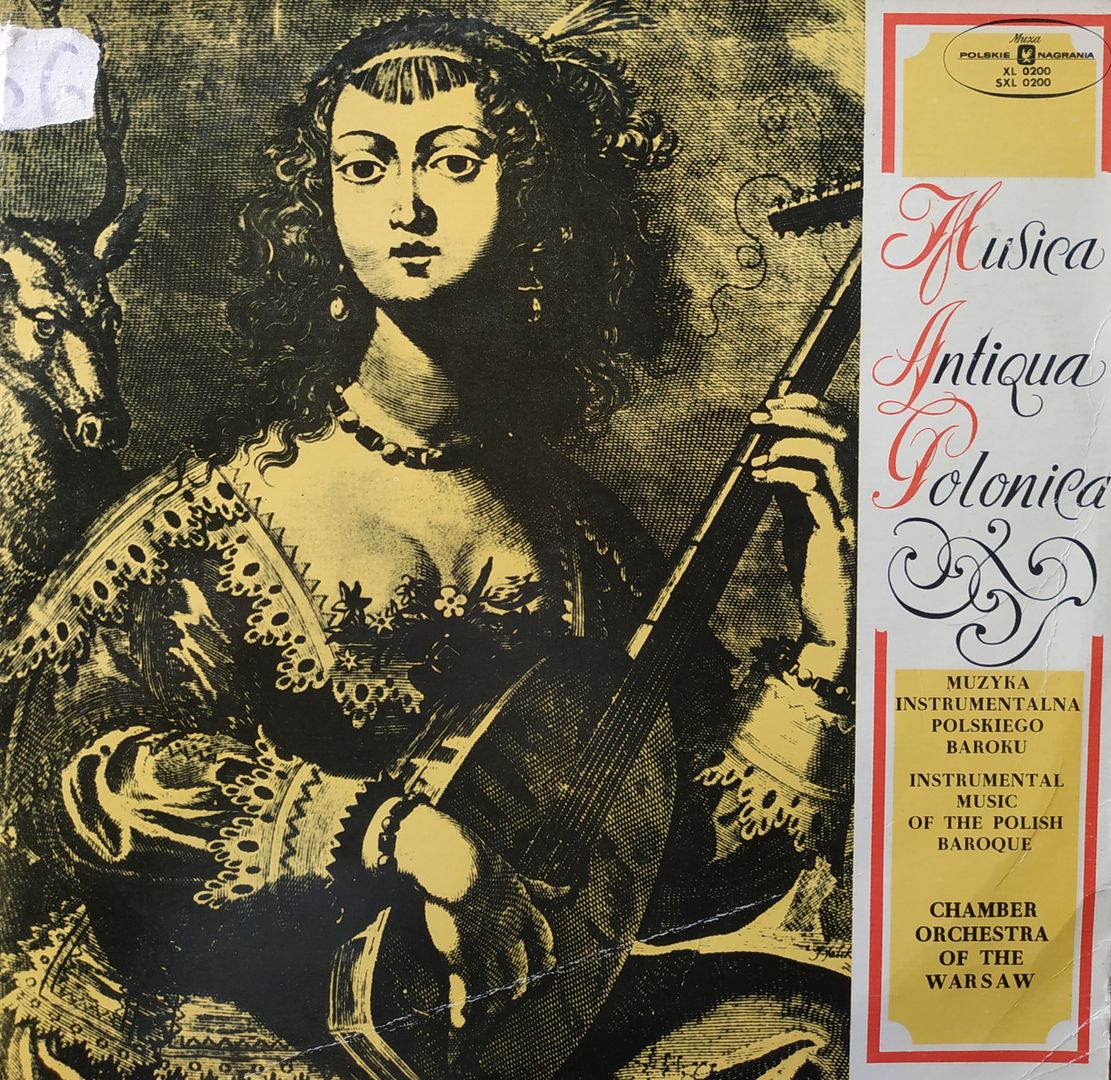 Muza
POLSKIE NAGRANIA
XL 0200
SXL 0200
Musica
Antiqua
Polonica
MUZYKA
INSTRUMENTALNA
POLSKIEGO
BAROKU
INSTRUMENTAL
MUSIC
OF THE POLISH
BAROQUE
CHAMBER
ORCHESTRA
OF THE
WARSAW